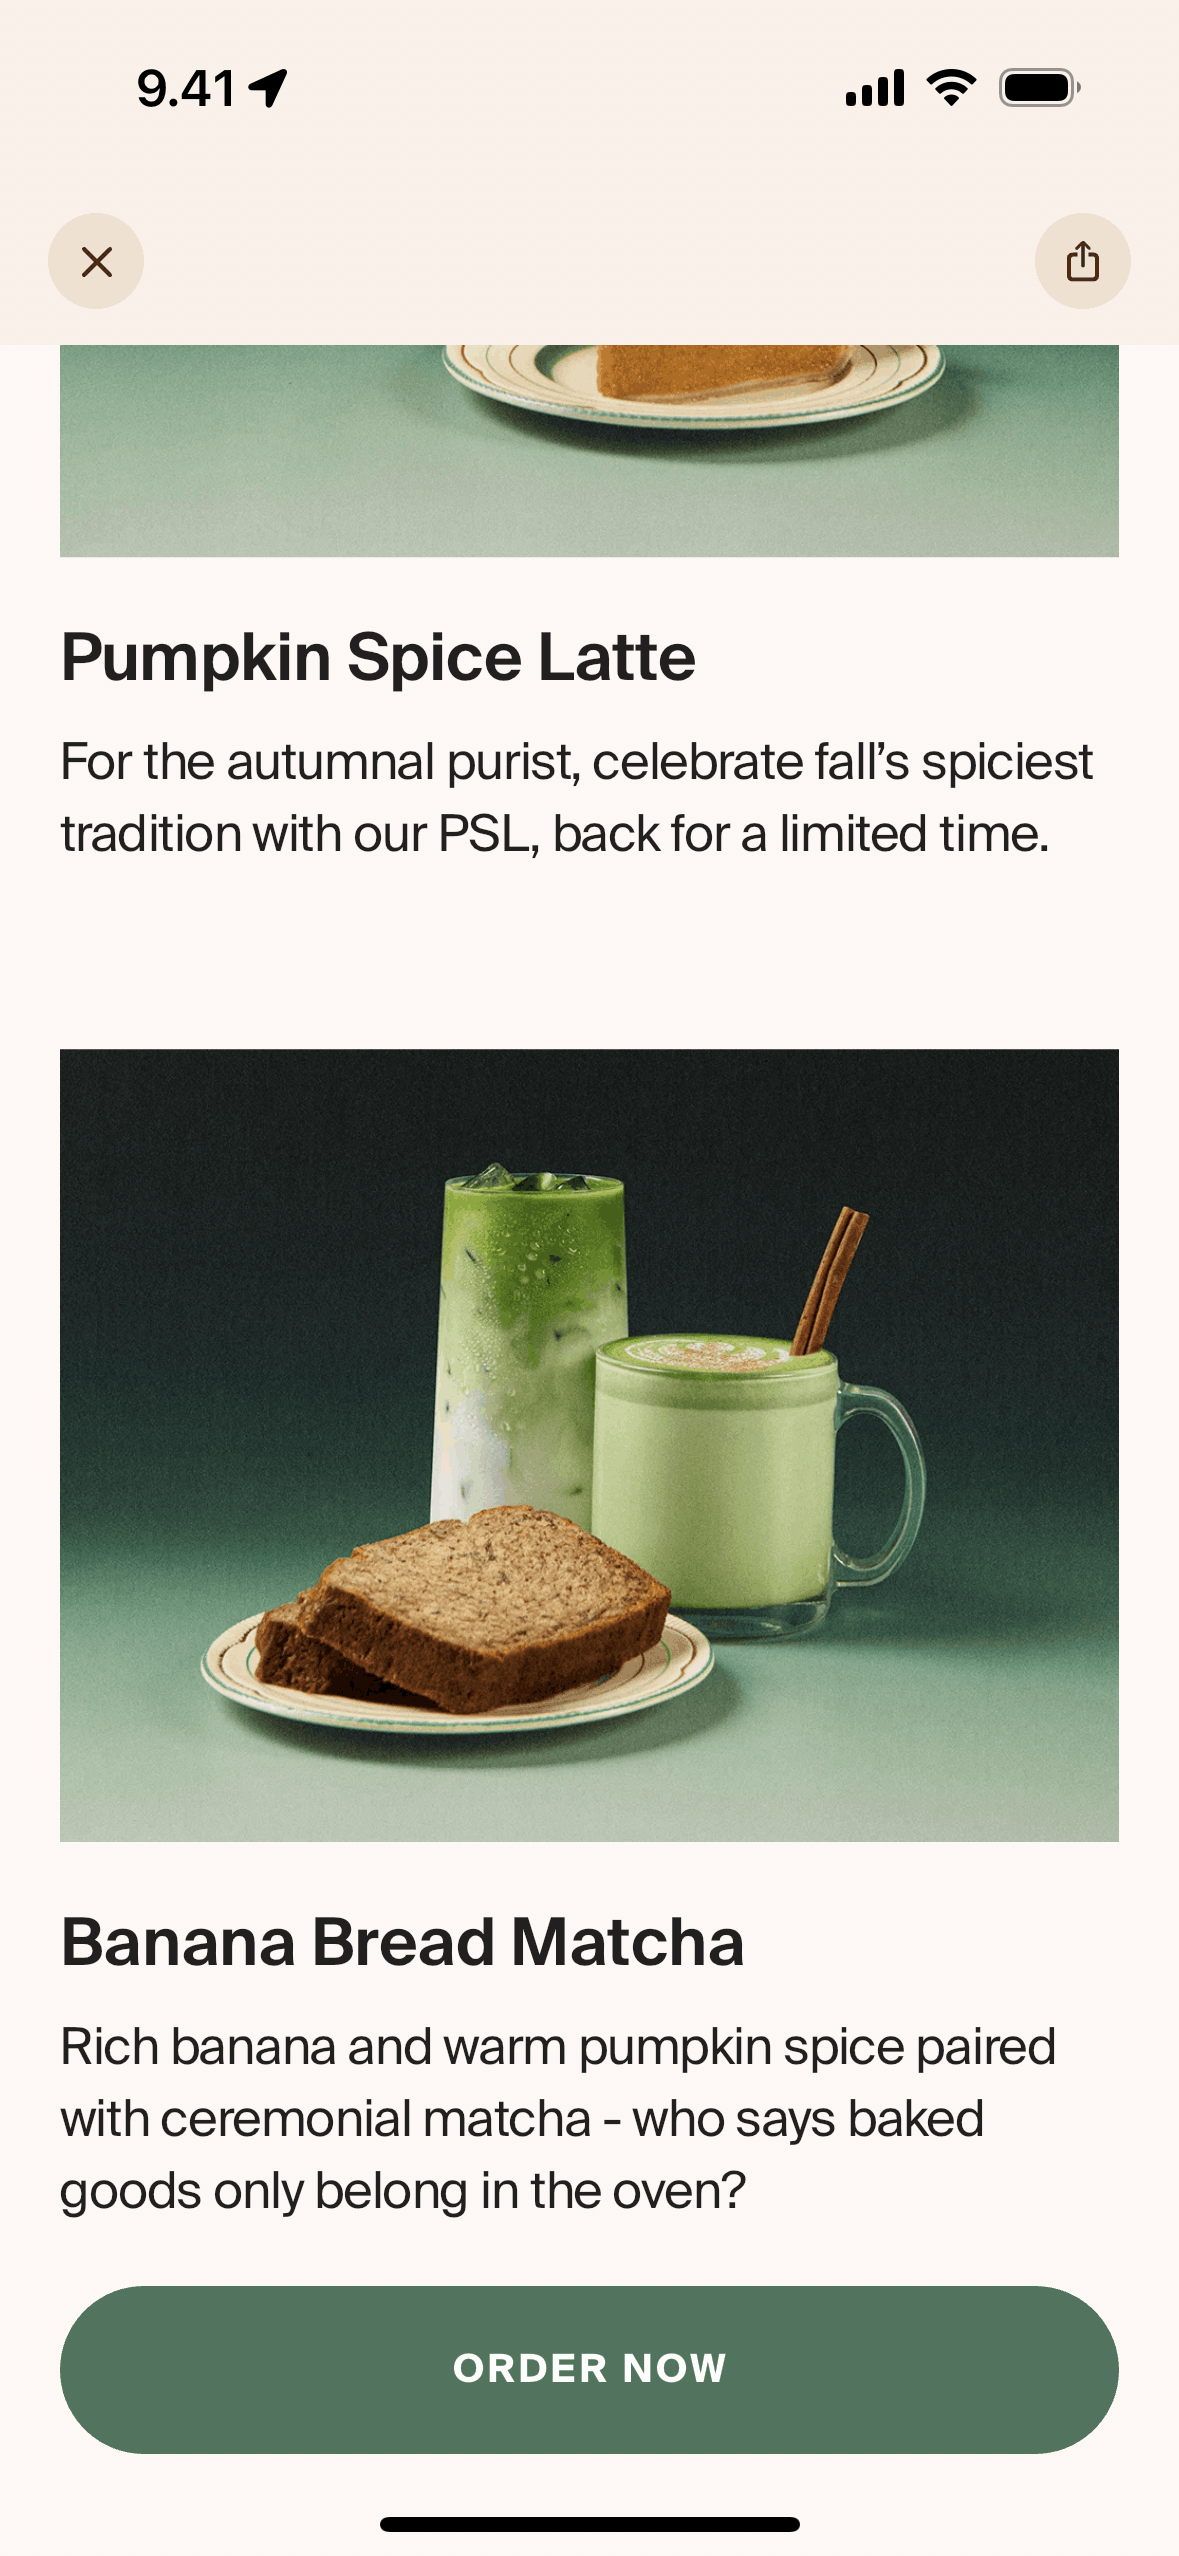 9.41
Pumpkin Spice Latte
For the autumnal purist, celebrate fall’s spiciest
tradition with our PSL, back for a limited time.
Banana Bread Matcha
Rich banana and warm pumpkin spice paired
with ceremonial matcha - who says baked
goods only belong in the oven?
ORDER NOW